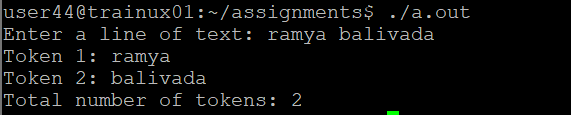 user44@trainux01:~/assignments$ ./a.out
Enter a line of text: ramya balivada
Token 1: ramya
Token 2: balivada
Total number of tokens: 2